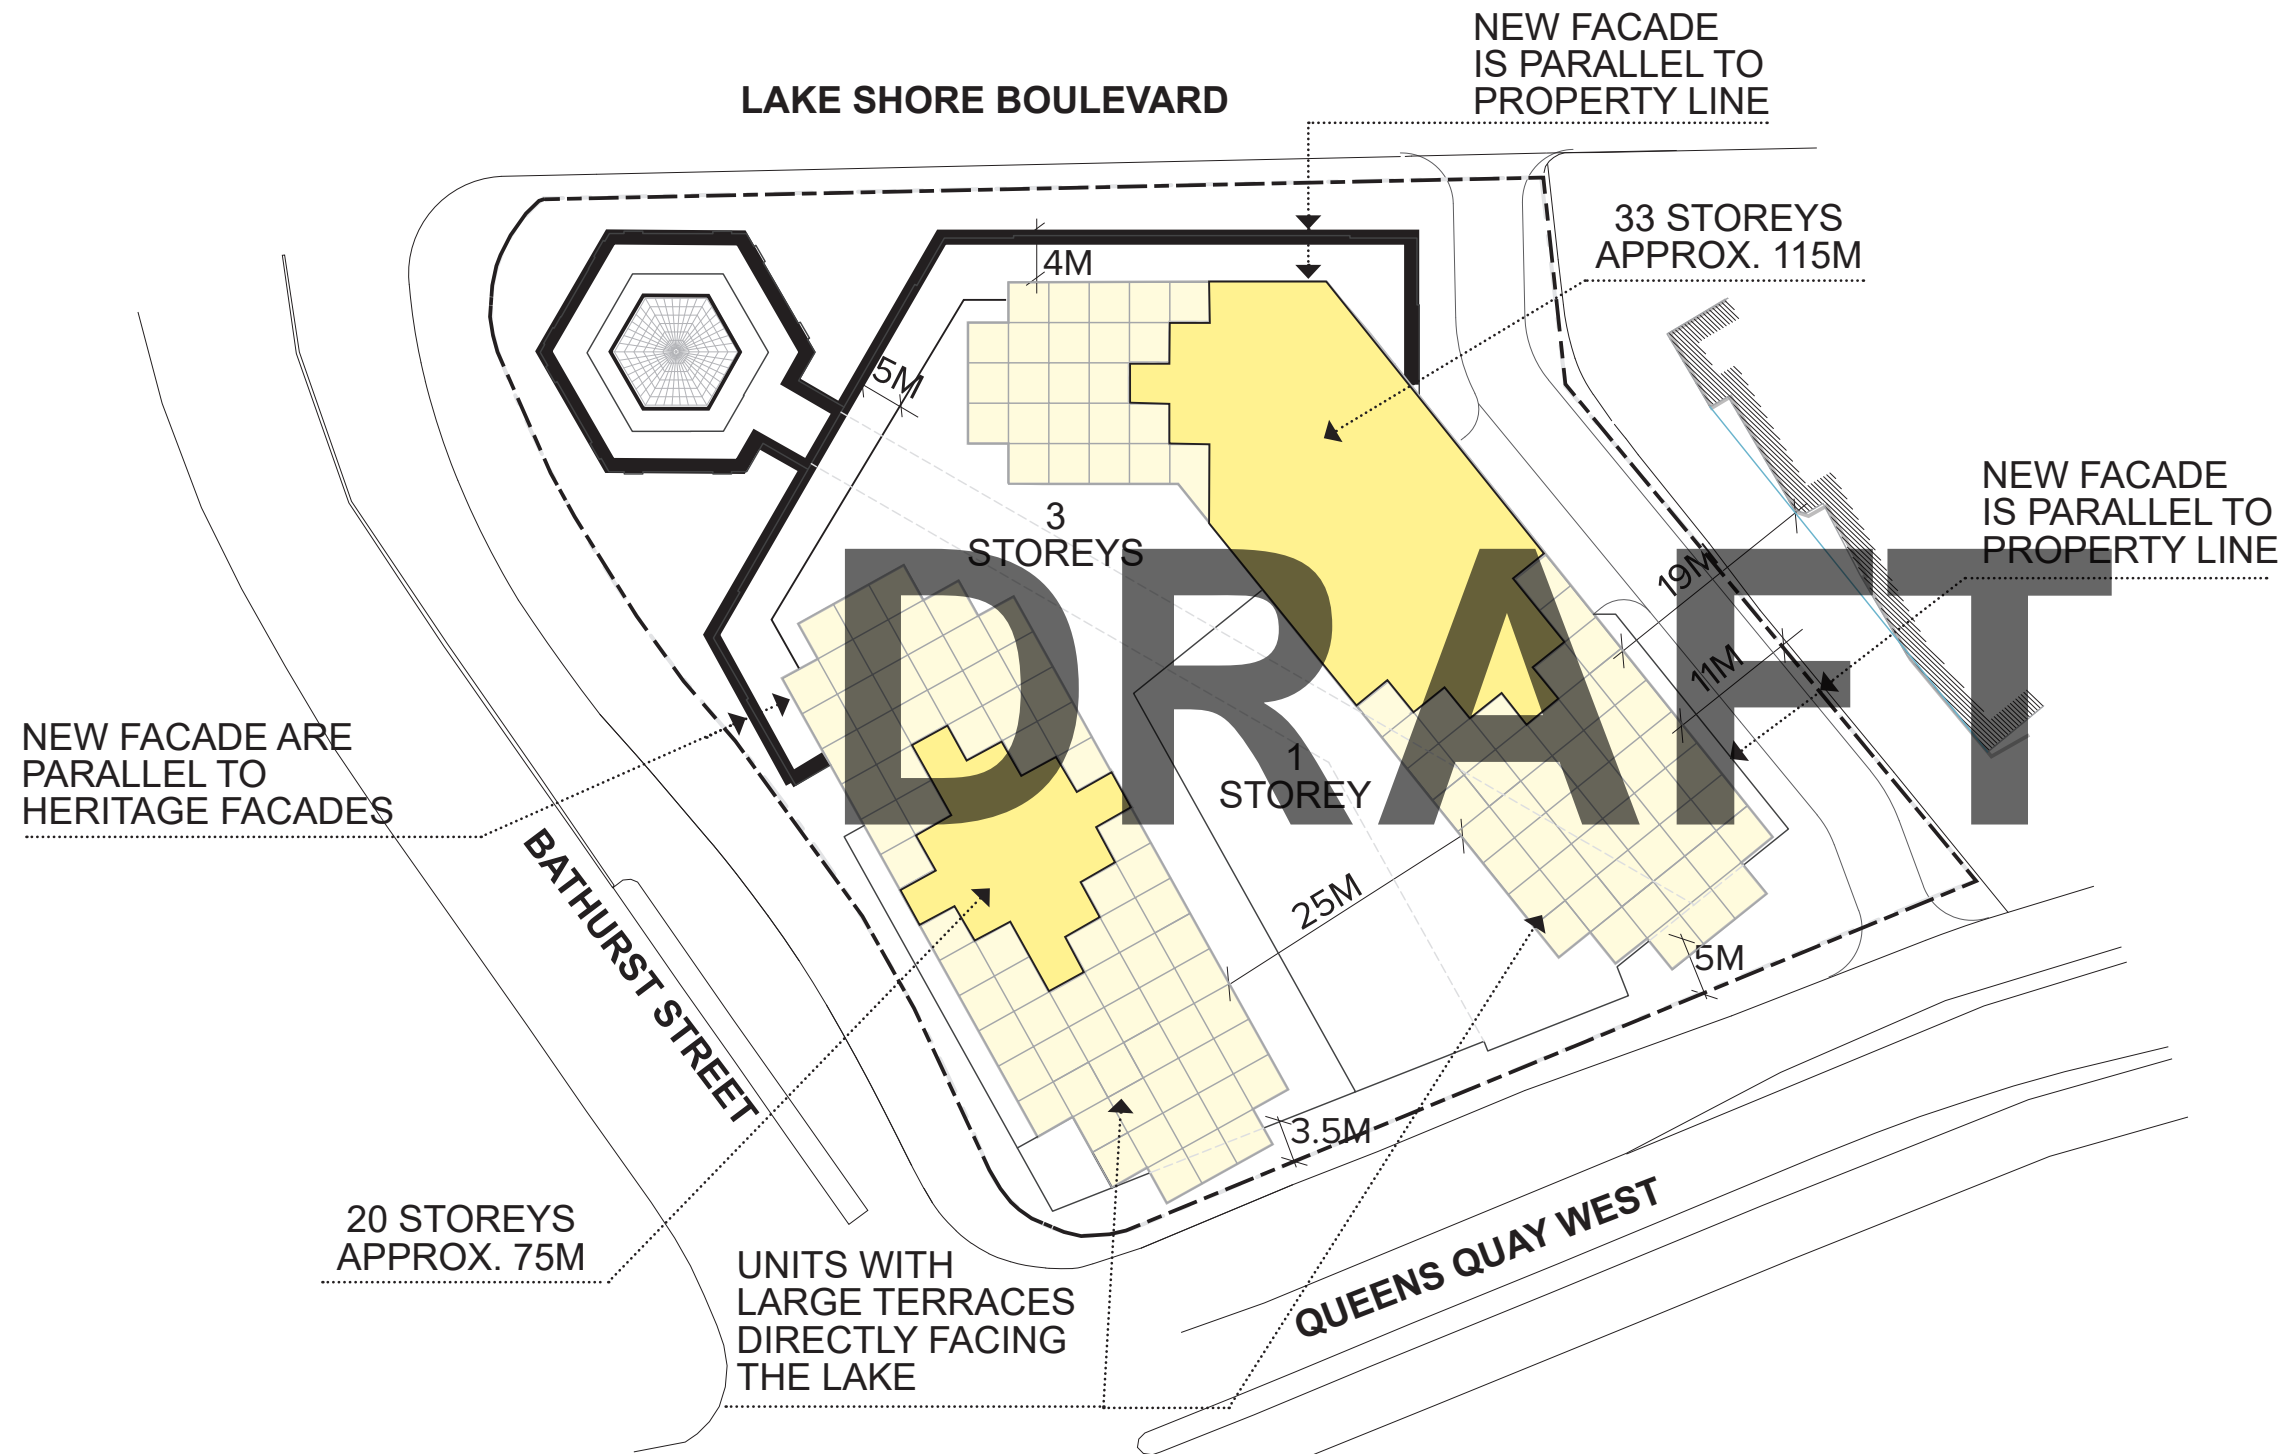 NEW FACADE
IS PARALLEL TO
PROPERTY LINE
LAKE SHORE BOULEVARD
33 STOREYS
APPROX. 115M
4M
5M
NEW FACADE
IS PARALLEL TO
PROPERTY LINE
3
STOREYS
DRAFT
19M
11M
NEW FACADE ARE
PARALLEL TO
HERITAGE FACADES
1
STOREY
BATHURST STREET
25M
5M
3.5M
20 STOREYS
APPROX. 75M
UNITS WITH
LARGE TERRACES
DIRECTLY FACING
THE LAKE
QUEENS QUAY WEST